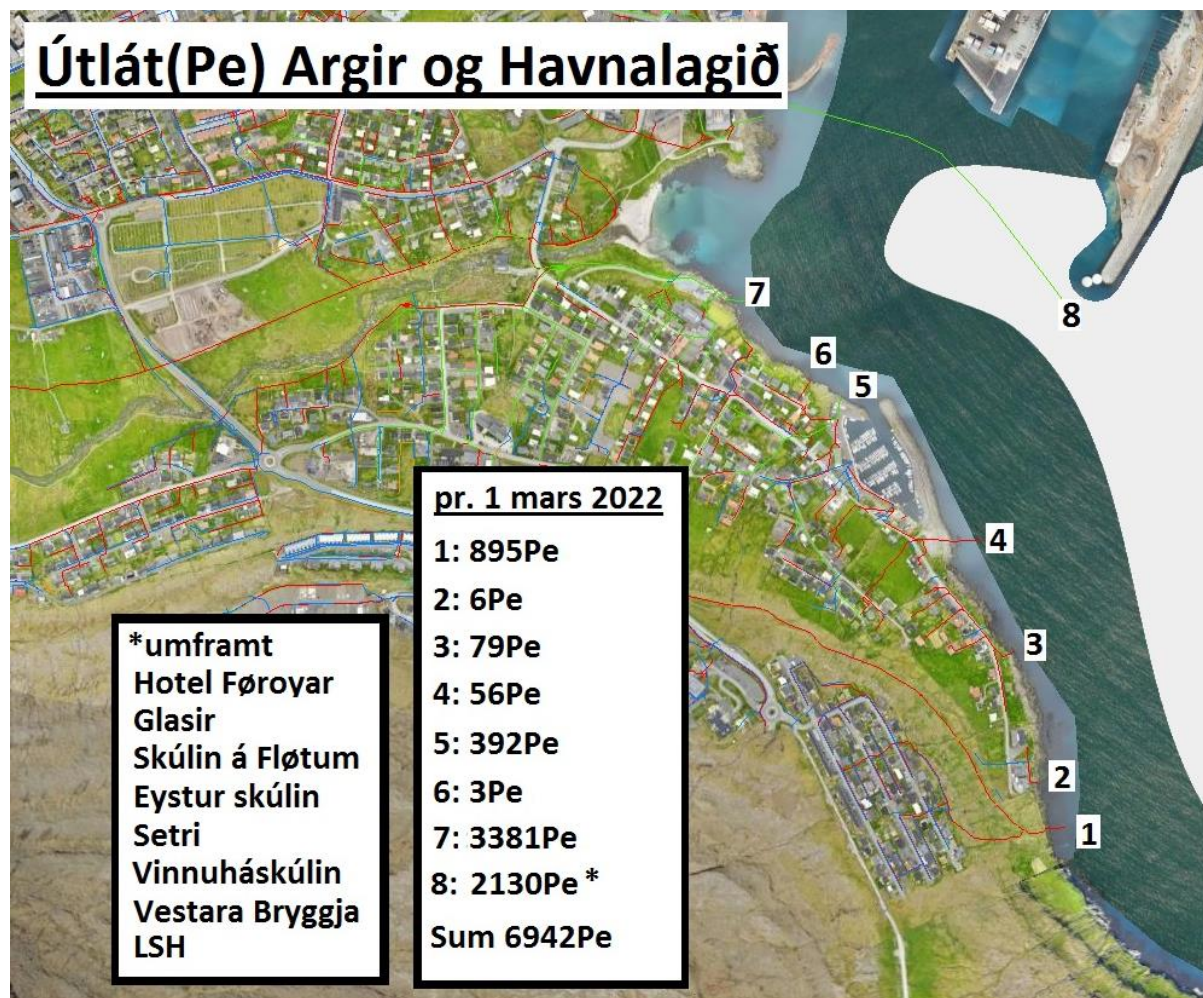 Útlát(Pe) Argir og Havnalagið
7
8
6
5
4
3
2
1
pr. 1 mars 2022
1: 895Pe
2: 6Pe
3: 79Pe
4: 56Pe
5: 392Pe
6: 3Pe
7: 3381Pe
8: 2130Pe *
Sum 6942Pe
*umframt
Hotel Føroyar
Glasir
Skúlin á Fløtum
Eystur skúlin
Setri
Vinnuháskúlin
Vestara Bryggja
LSH